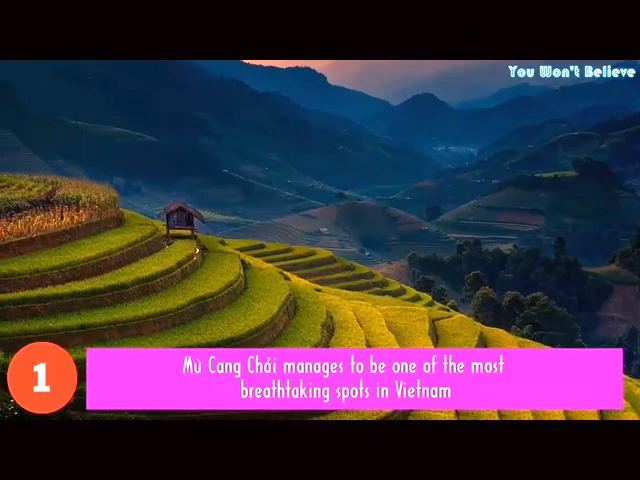 You Won't Believe
1
Mù Cang Chải manages to be one of the most
breathtaking spots in Vietnam